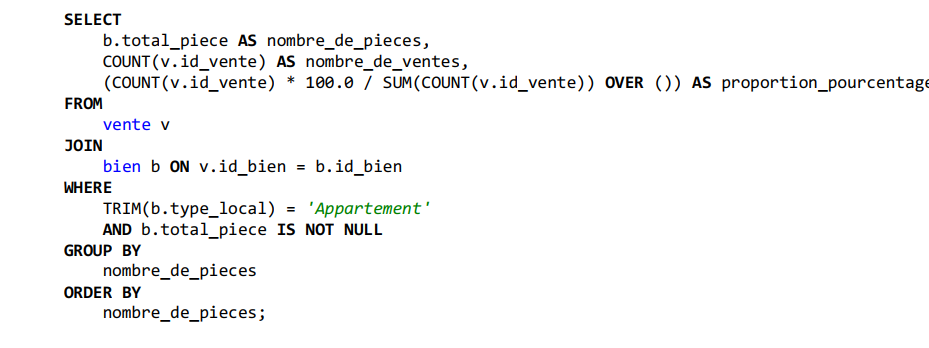 SELECT
b.total_piece AS nombre_de_pieces,
COUNT(v.id_vente) AS nombre_de_ventes,
(COUNT(v.id_vente) * 100.0 / SUM(COUNT(v.id_vente)) OVER ()) AS proportion_pourcentage
FROM
vente v
JOIN
bien b ON v.id_bien = b.id_bien
WHERE
TRIM(b.type_local) = 'Appartement'
AND b.total_piece IS NOT NULL
GROUP BY
nombre_de_pieces
ORDER BY
nombre_de_pieces;